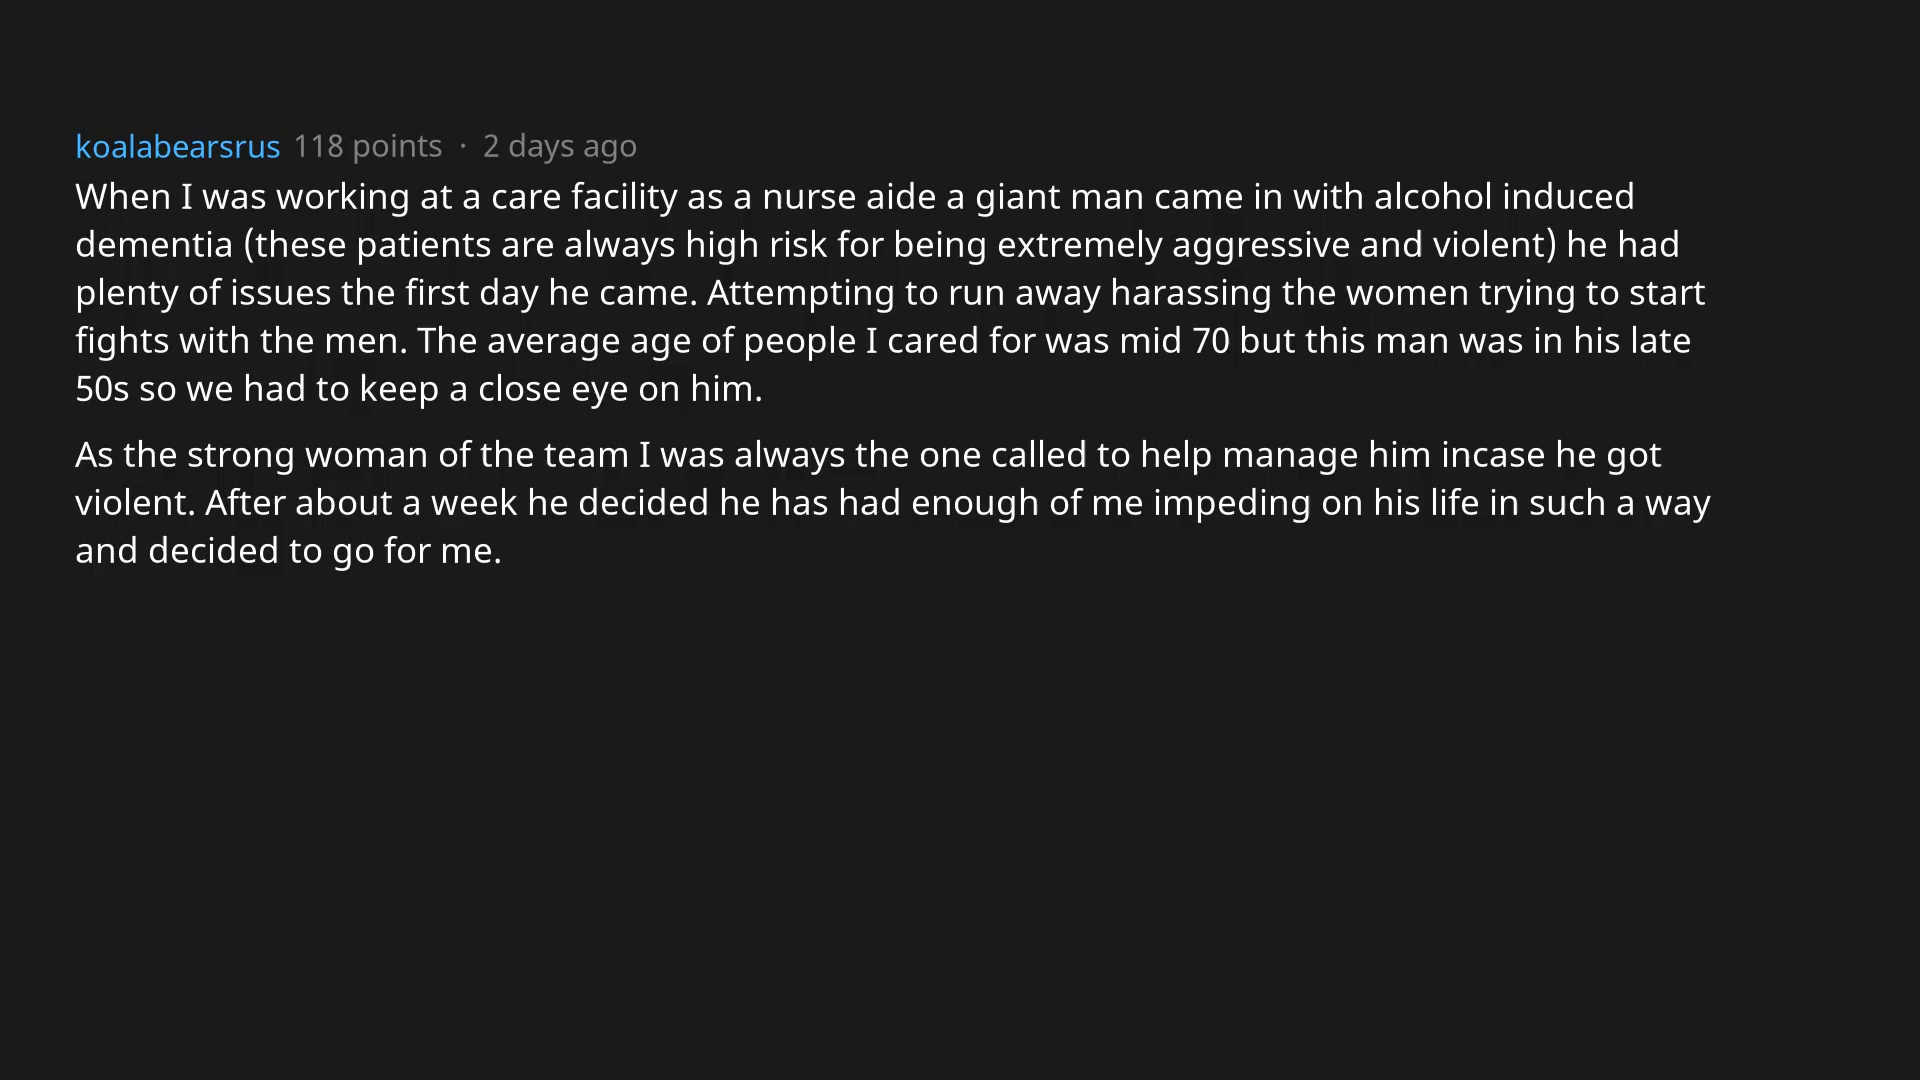 koalabearsrus 118 points · 2 days ago
When I was working at a care facility as a nurse aide a giant man came in with alcohol induced
dementia (these patients are always high risk for being extremely aggressive and violent) he had
plenty of issues the first day he came. Attempting to run away harassing the women trying to start
fights with the men. The average age of people I cared for was mid 70 but this man was in his late
50s so we had to keep a close eye on him.
As the strong woman of the team I was always the one called to help manage him incase he got
violent. After about a week he decided he has had enough of me impeding on his life in such a way
and decided to go for me.